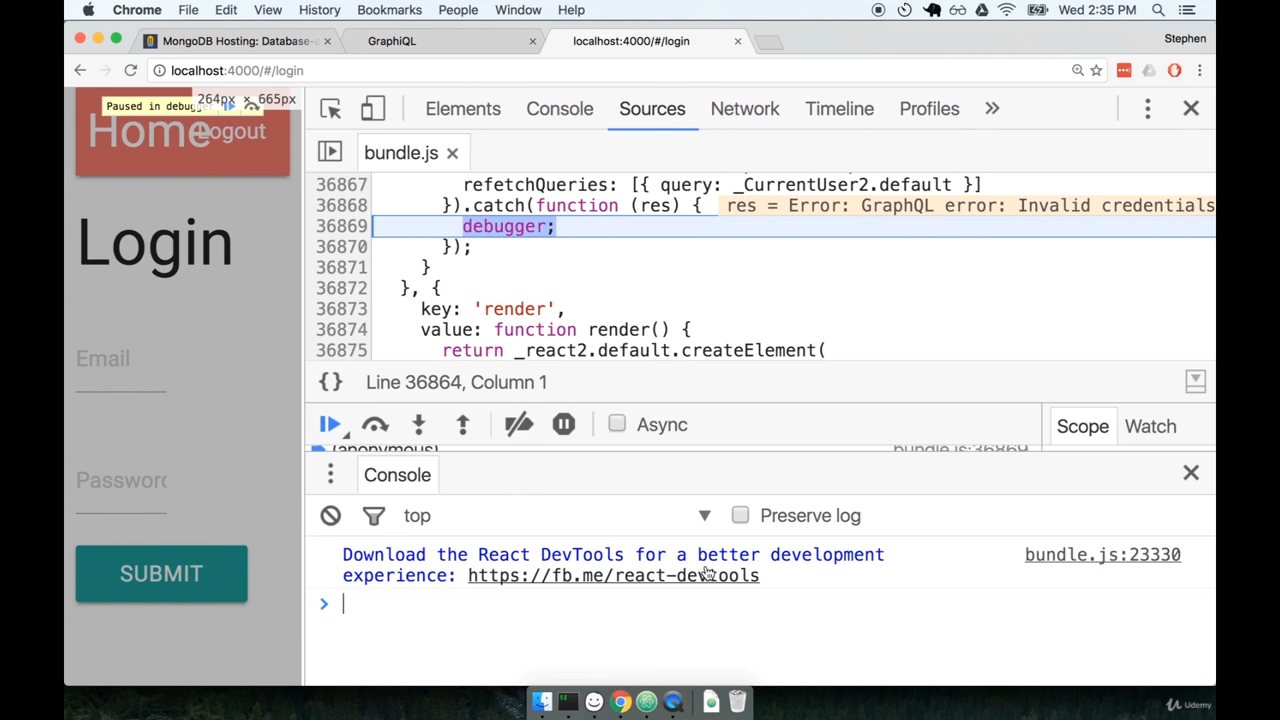 Chrome File Edit View History Bookmarks People Window Help Wed 2:35 PM
MongoDB Hosting: Database-a GraphiQL localhost:4000/#/login Stephen
localhost:4000/#/login
Paused in debugger 264px × 665px
Home Logout
Login
Email
Password
SUBMIT
Elements Console Sources Network Timeline Profiles
bundle.js
36867 refetchQueries: [{ query: _CurrentUser2.default }]
36868 }).catch(function (res) { res = Error: GraphQL error: Invalid credentials
36869 debugger;
36870 });
36871 }
36872 }, {
36873 key: 'render',
36874 value: function render() {
36875 return _react2.default.createElement(
{} Line 36864, Column 1
Async Scope Watch
(anonymous) bundle.js:36869
Console
top Preserve log
Download the React DevTools for a better development bundle.js:23330
experience: https://fb.me/react-devtools
>
Udemy